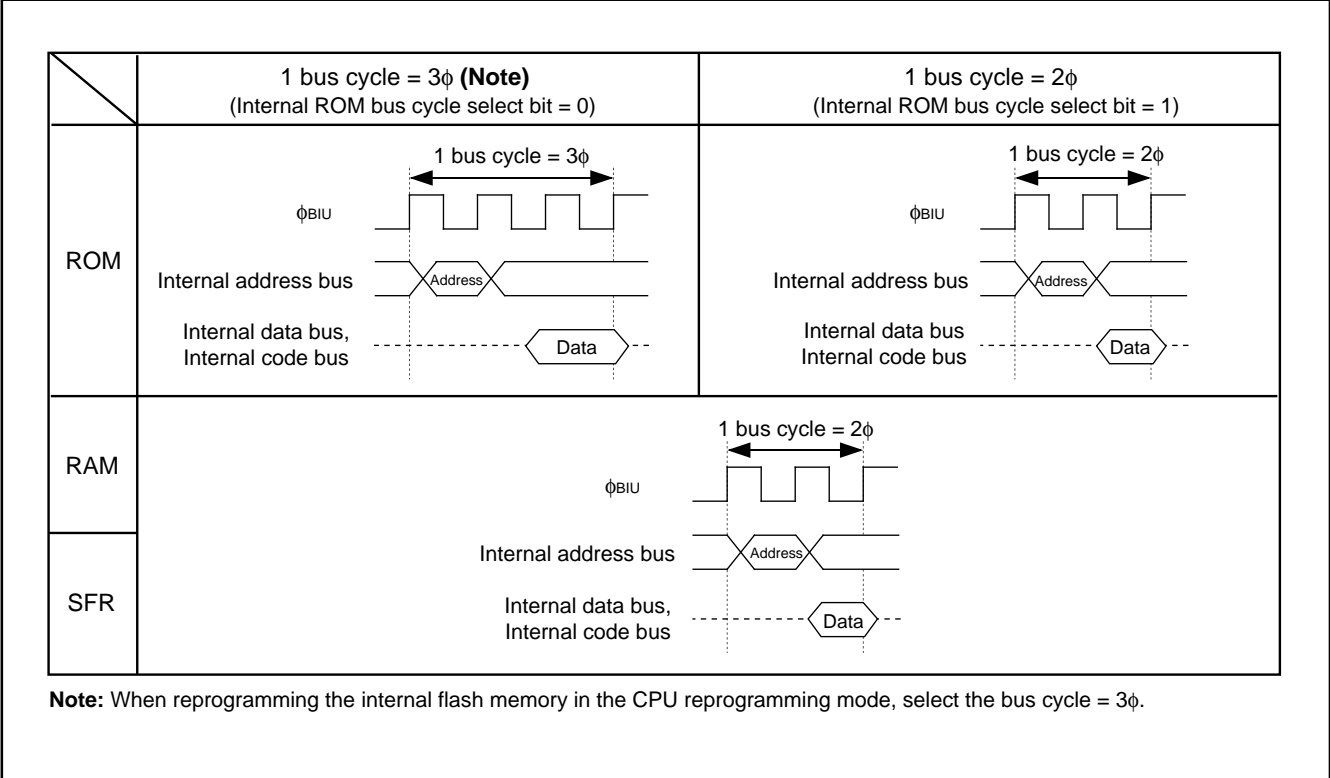 1 bus cycle = 3ϕ (Note)
(Internal ROM bus cycle select bit = 0)
1 bus cycle = 2ϕ
(Internal ROM bus cycle select bit = 1)
ROM
1 bus cycle = 3ϕ
ϕBIU
Internal address bus
Address
Internal data bus,
Internal code bus
Data
1 bus cycle = 2ϕ
ϕBIU
Internal address bus
Address
Internal data bus
Internal code bus
Data
RAM
SFR
1 bus cycle = 2ϕ
ϕBIU
Internal address bus
Address
Internal data bus,
Internal code bus
Data
Note: When reprogramming the internal flash memory in the CPU reprogramming mode, select the bus cycle = 3ϕ.